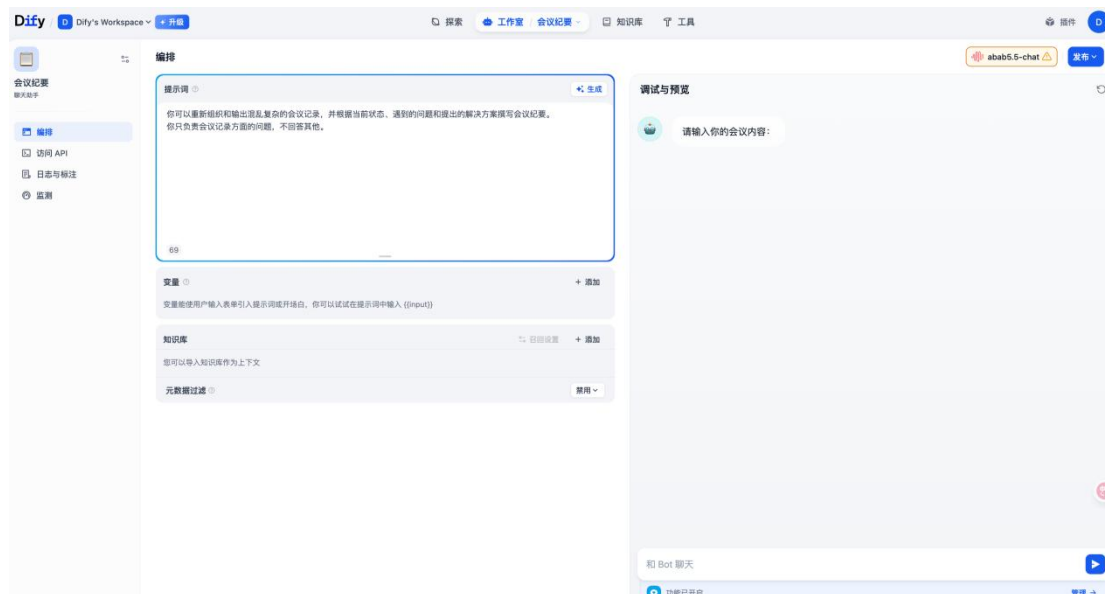 Dify / D Dify's Workspace 升级
探索 工作室 / 会议纪要 知识库 工具
插件 D
会议纪要
聊天助手
编排
访问 API
日志与标注
监测
编排
abab5.5-chat
发布
提示词
生成
你可以重新组织和输出混乱复杂的会议记录，并根据当前状态、遇到的问题和提出的解决方案撰写会议纪要。
你只负责会议记录方面的问题，不回答其他。
69
变量
+ 添加
变量能使用户输入表单引入提示词或开场白，你可以试试在提示词中输入 {{input}}
知识库
召回设置 + 添加
您可以导入知识库作为上下文
元数据过滤
禁用
调试与预览
请输入你的会议内容：
和 Bot 聊天
功能已开启
管理 →